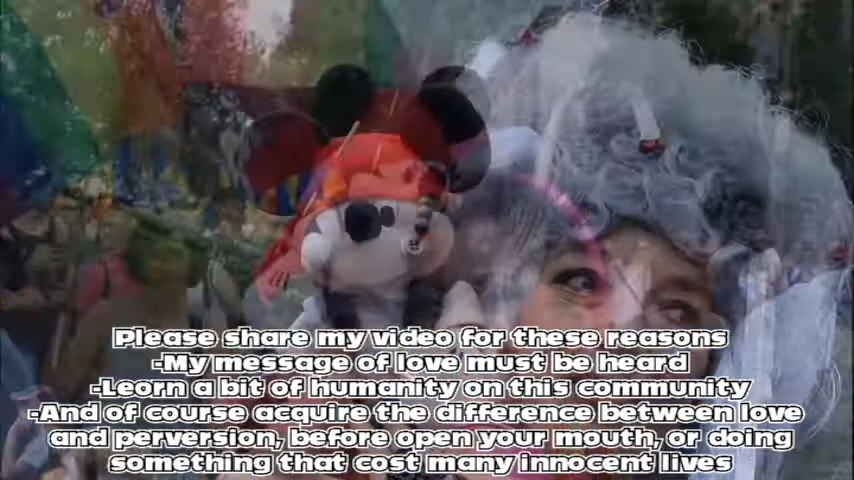 Please share my video for these reasons
-My message of love must be heard
-Leorn a bit of humanity on this community
-And of course acquire the difference between love
and perversion, before open your mouth, or doing
something that cost many innocent lives